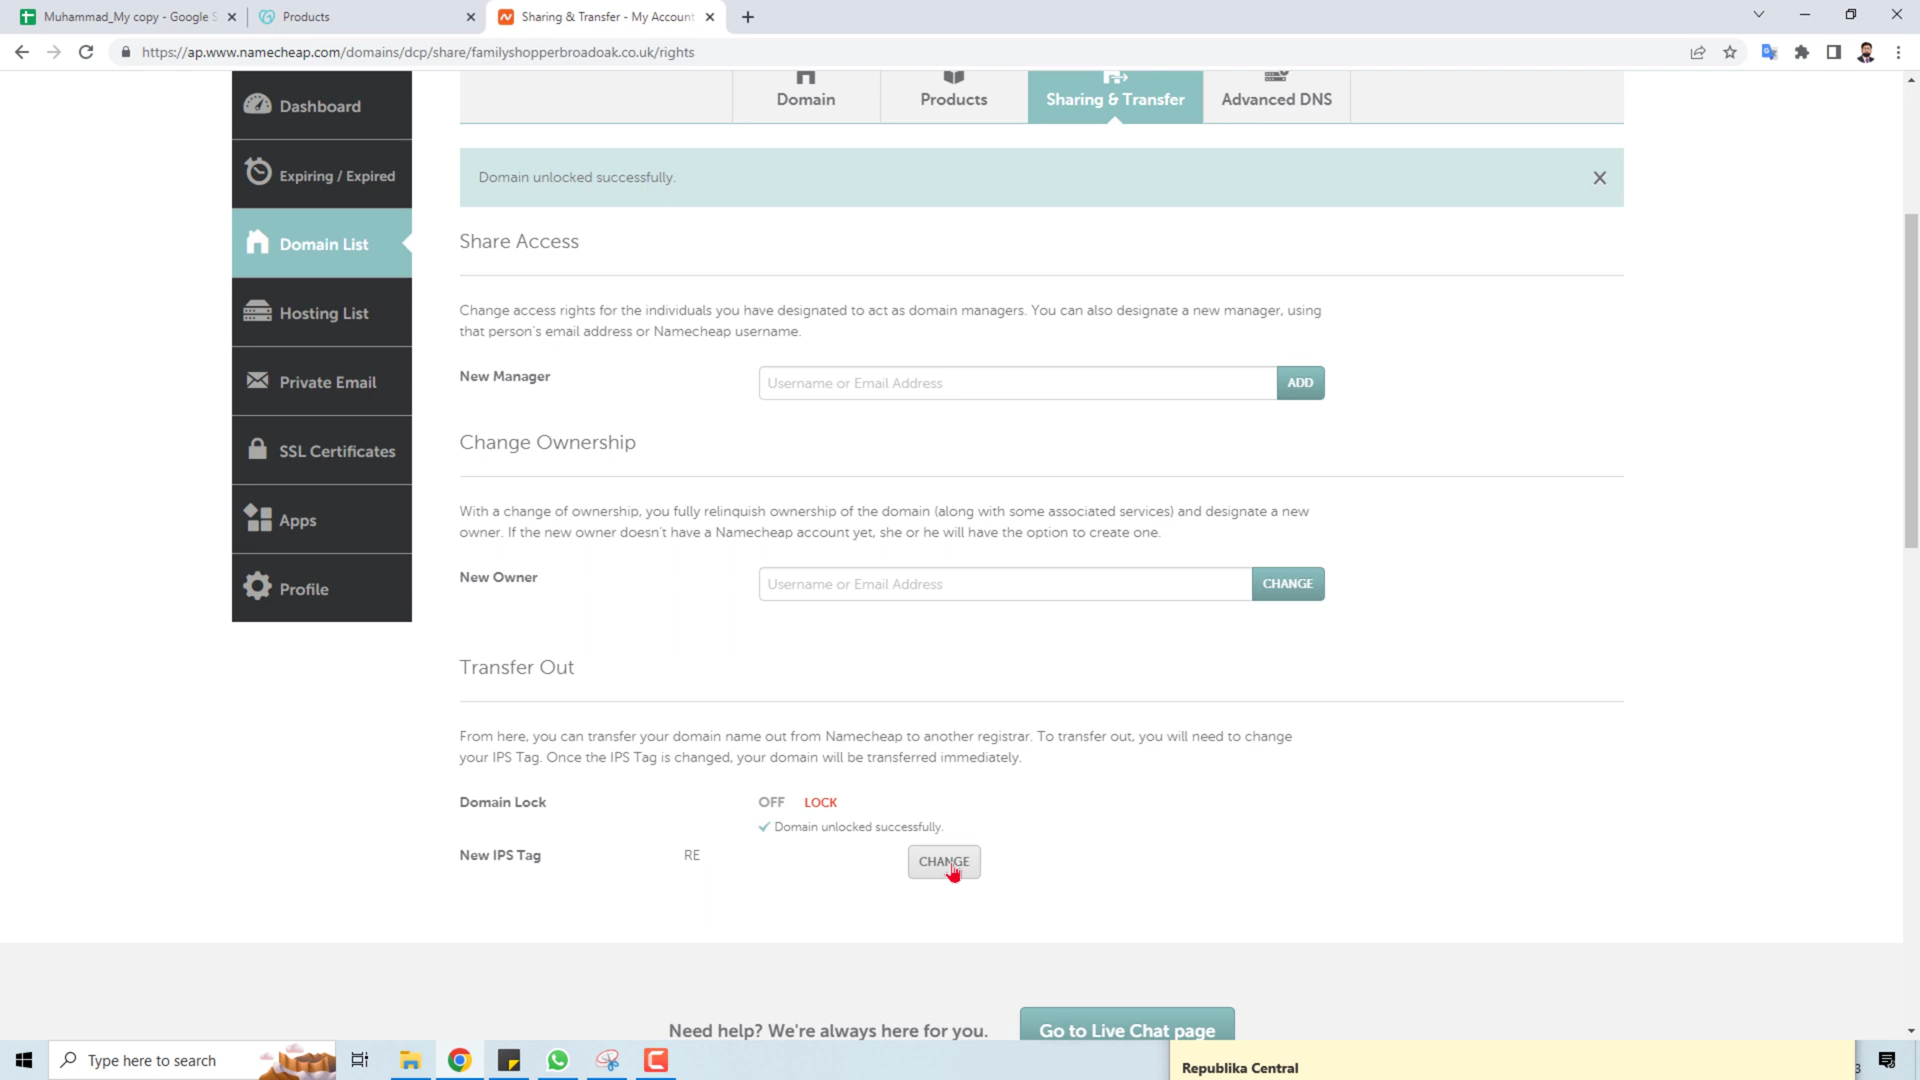 Muhammad_My copy - Google S
Products
Sharing & Transfer - My Account
https://ap.www.namecheap.com/domains/dcp/share/familyshopperbroadoak.co.uk/rights
Domain
Products
Sharing & Transfer
Advanced DNS
Dashboard
Expiring / Expired
Domain List
Hosting List
Private Email
SSL Certificates
Apps
Profile
Domain unlocked successfully.
Share Access
Change access rights for the individuals you have designated to act as domain managers. You can also designate a new manager, using
that person's email address or Namecheap username.
New Manager
Username or Email Address
ADD
Change Ownership
With a change of ownership, you fully relinquish ownership of the domain (along with some associated services) and designate a new
owner. If the new owner doesn't have a Namecheap account yet, she or he will have the option to create one.
New Owner
Username or Email Address
CHANGE
Transfer Out
From here, you can transfer your domain name out from Namecheap to another registrar. To transfer out, you will need to change
your IPS Tag. Once the IPS Tag is changed, your domain will be transferred immediately.
Domain Lock
OFF LOCK
Domain unlocked successfully.
New IPS Tag
RE
CHANGE
Need help? We're always here for you.
Go to Live Chat page
Type here to search
Republika Central
3